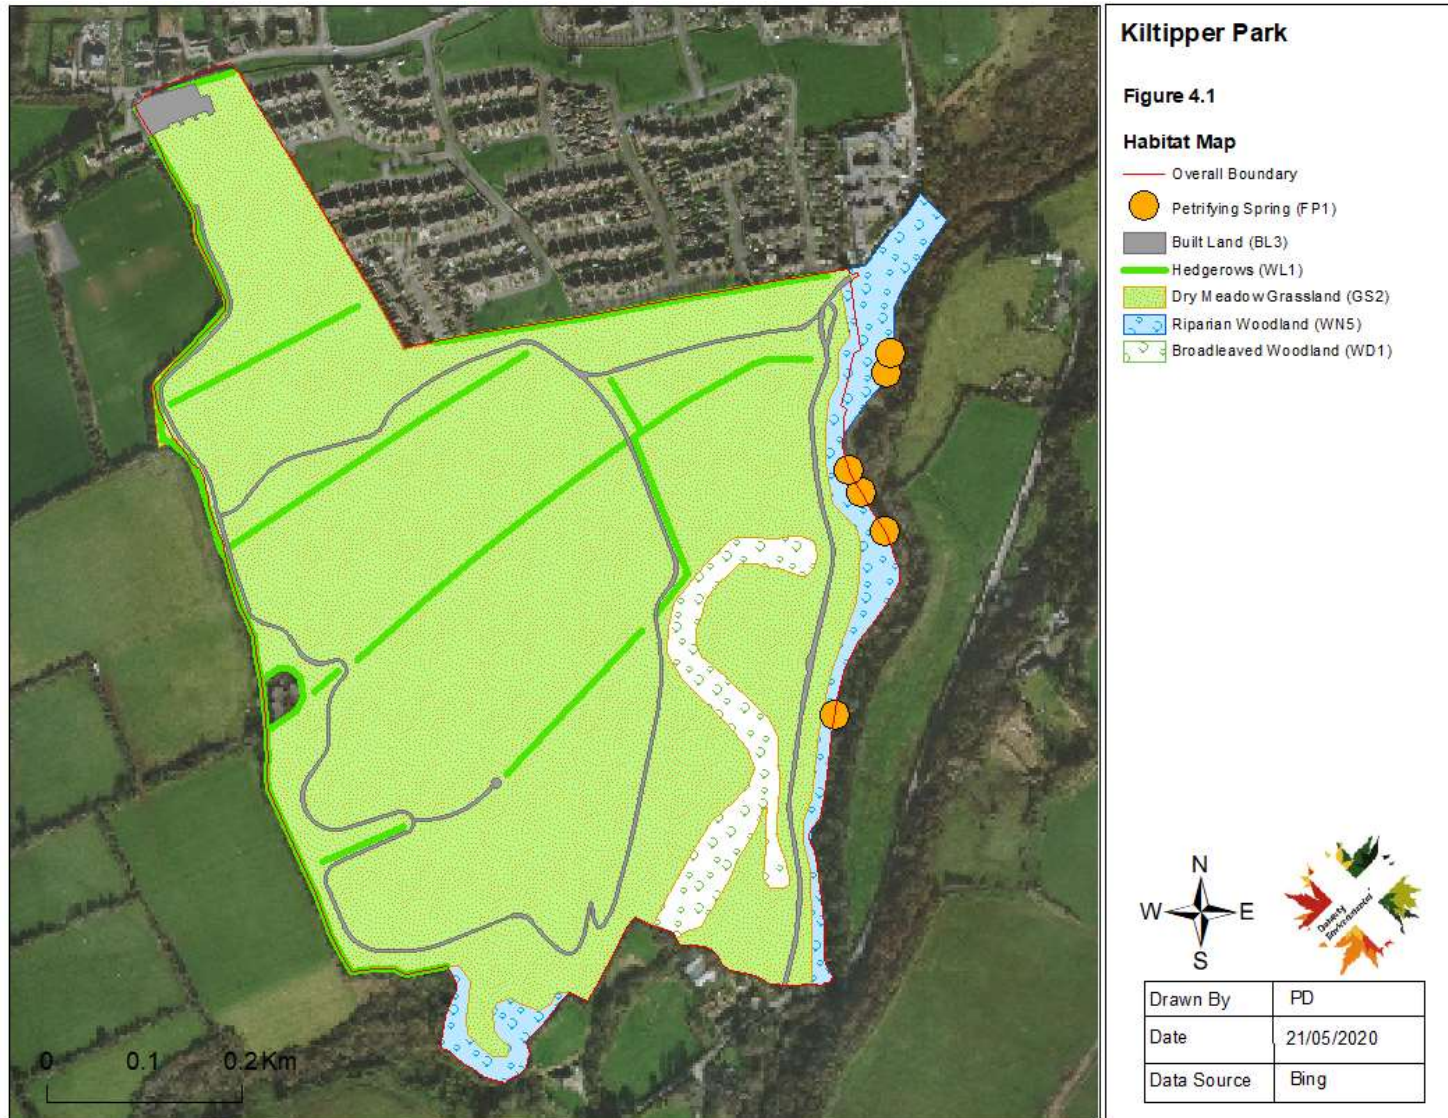 Kiltipper Park
Figure 4.1
Habitat Map
Overall Boundary
Petrifying Spring (FP1)
Built Land (BL3)
Hedgerows (WL1)
Dry Meadow Grassland (GS2)
Riparian Woodland (WN5)
Broadleaved Woodland (WD1)
N
W E
S
Doherty
Environmental
Drawn By PD
Date 21/05/2020
Data Source Bing
0 0.1 0.2 Km